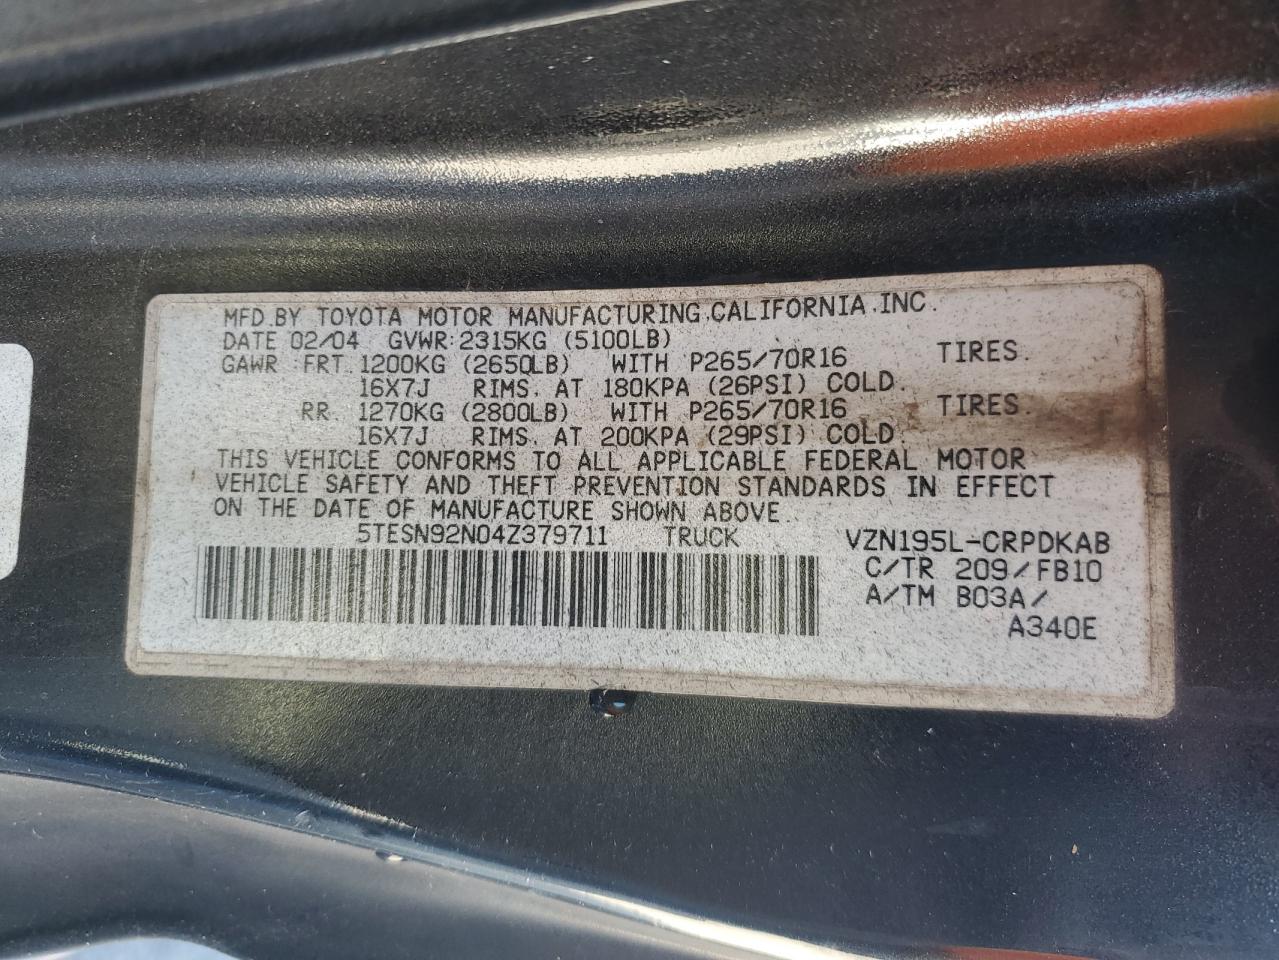 MFD.BY TOYOTA MOTOR MANUFACTURING.CALIFORNIA.INC.
DATE 02/04 GVWR:2315KG (5100LB)
GAWR FRT. 1200KG (2650LB) WITH P265/70R16 TIRES.
16X7J RIMS. AT 180KPA (26PSI) COLD.
RR. 1270KG (2800LB) WITH P265/70R16 TIRES.
16X7J RIMS. AT 200KPA (29PSI) COLD.
THIS VEHICLE CONFORMS TO ALL APPLICABLE FEDERAL MOTOR
VEHICLE SAFETY AND THEFT PREVENTION STANDARDS IN EFFECT
ON THE DATE OF MANUFACTURE SHOWN ABOVE.
5TESN92N04Z379711 TRUCK VZN195L-CRPDKAB
C/TR 209/FB10
A/TM B03A/
A340E